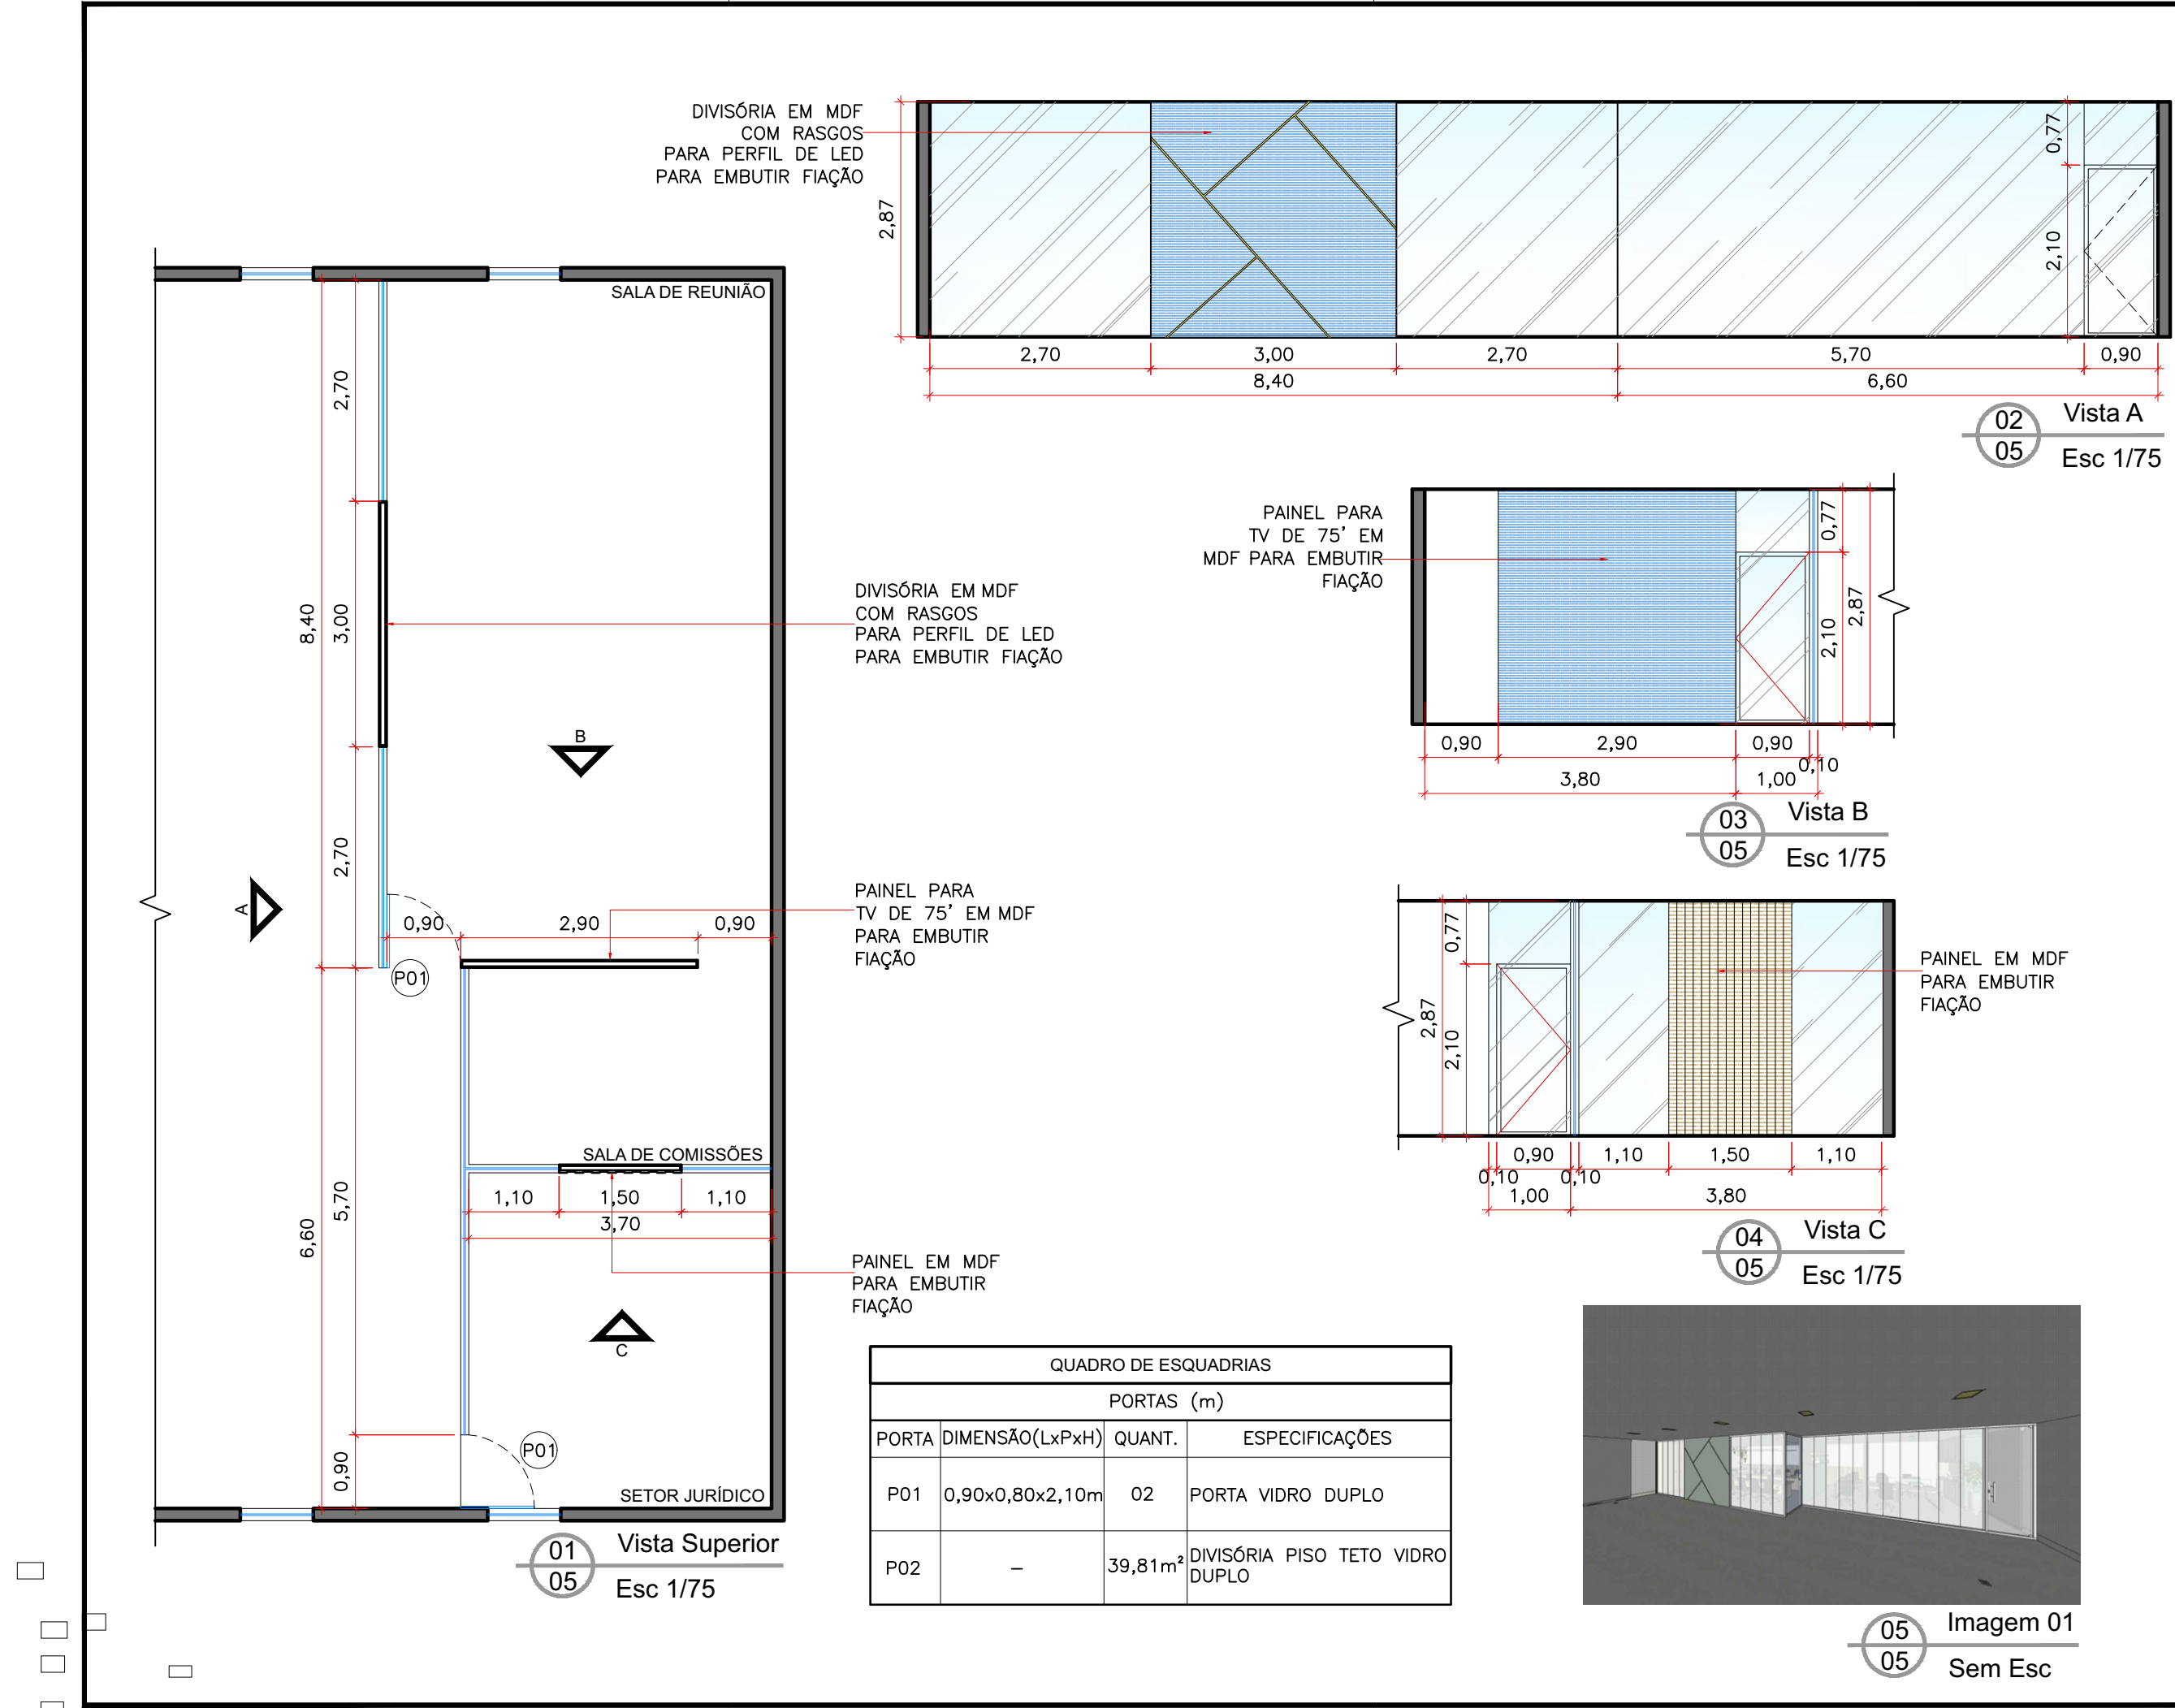 DIVISÓRIA EM MDF
COM RASGOS
PARA PERFIL DE LED
PARA EMBUTIR FIAÇÃO
2,87
0,77
2,10
2,70
3,00
2,70
5,70
0,90
8,40
6,60
02
05
Vista A
Esc 1/75
SALA DE REUNIÃO
2,70
8,40
3,00
2,70
DIVISÓRIA EM MDF
COM RASGOS
PARA PERFIL DE LED
PARA EMBUTIR FIAÇÃO
B
A
0,90
2,90
0,90
P01
PAINEL PARA
TV DE 75' EM MDF
PARA EMBUTIR
FIAÇÃO
SALA DE COMISSÕES
1,10
1,50
1,10
3,70
5,70
6,60
PAINEL EM MDF
PARA EMBUTIR
FIAÇÃO
C
P01
0,90
SETOR JURÍDICO
01
05
Vista Superior
Esc 1/75
PAINEL PARA
TV DE 75' EM
MDF PARA EMBUTIR
FIAÇÃO
0,77
2,87
2,10
0,90
2,90
0,90
0,10
3,80
1,00
03
05
Vista B
Esc 1/75
0,77
2,87
2,10
PAINEL EM MDF
PARA EMBUTIR
FIAÇÃO
0,90
1,10
1,50
1,10
0,10
0,10
1,00
3,80
04
05
Vista C
Esc 1/75
QUADRO DE ESQUADRIAS
PORTAS (m)
PORTA DIMENSÃO(LxPxH) QUANT. ESPECIFICAÇÕES
P01 0,90x0,80x2,10m 02 PORTA VIDRO DUPLO
P02 – 39,81m² DIVISÓRIA PISO TETO VIDRO
DUPLO
05
05
Imagem 01
Sem Esc